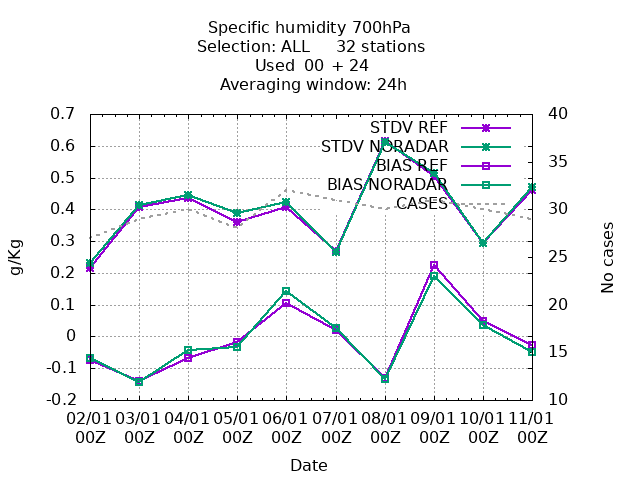 Specific humidity 700hPa
Selection: ALL 32 stations
Used 00 + 24
Averaging window: 24h
0.7
0.6
0.5
0.4
0.3
0.2
0.1
0
-0.1
-0.2
g/Kg
40
35
30
25
20
15
10
No cases
STDV REF
STDV NORADAR
BIAS REF
BIAS NORADAR
CASES
02/01 03/01 04/01 05/01 06/01 07/01 08/01 09/01 10/01 11/01
00Z 00Z 00Z 00Z 00Z 00Z 00Z 00Z 00Z 00Z
Date